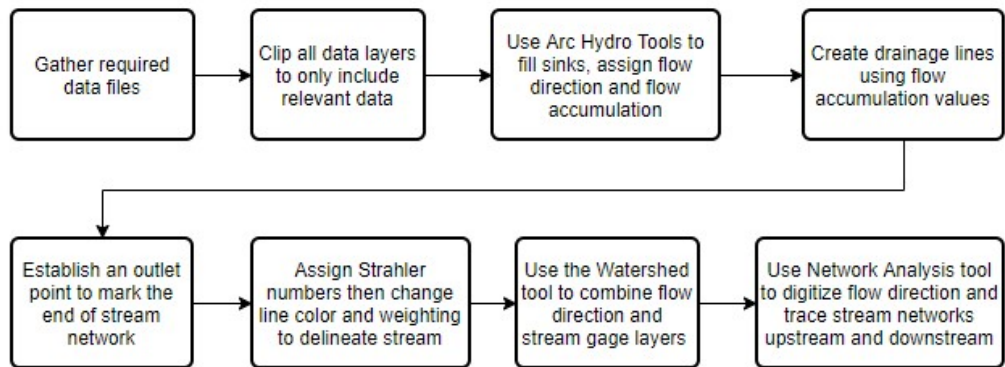 Gather required
data files
Clip all data layers
to only include
relevant data
Use Arc Hydro Tools to
fill sinks, assign flow
direction and flow
accumulation
Create drainage lines
using flow
accumulation values
Establish an outlet
point to mark the
end of stream
network
Assign Strahler
numbers then change
line color and weighting
to delineate stream
Use the Watershed
tool to combine flow
direction and
stream gage layers
Use Network Analysis tool
to digitize flow direction and
trace stream networks
upstream and downstream